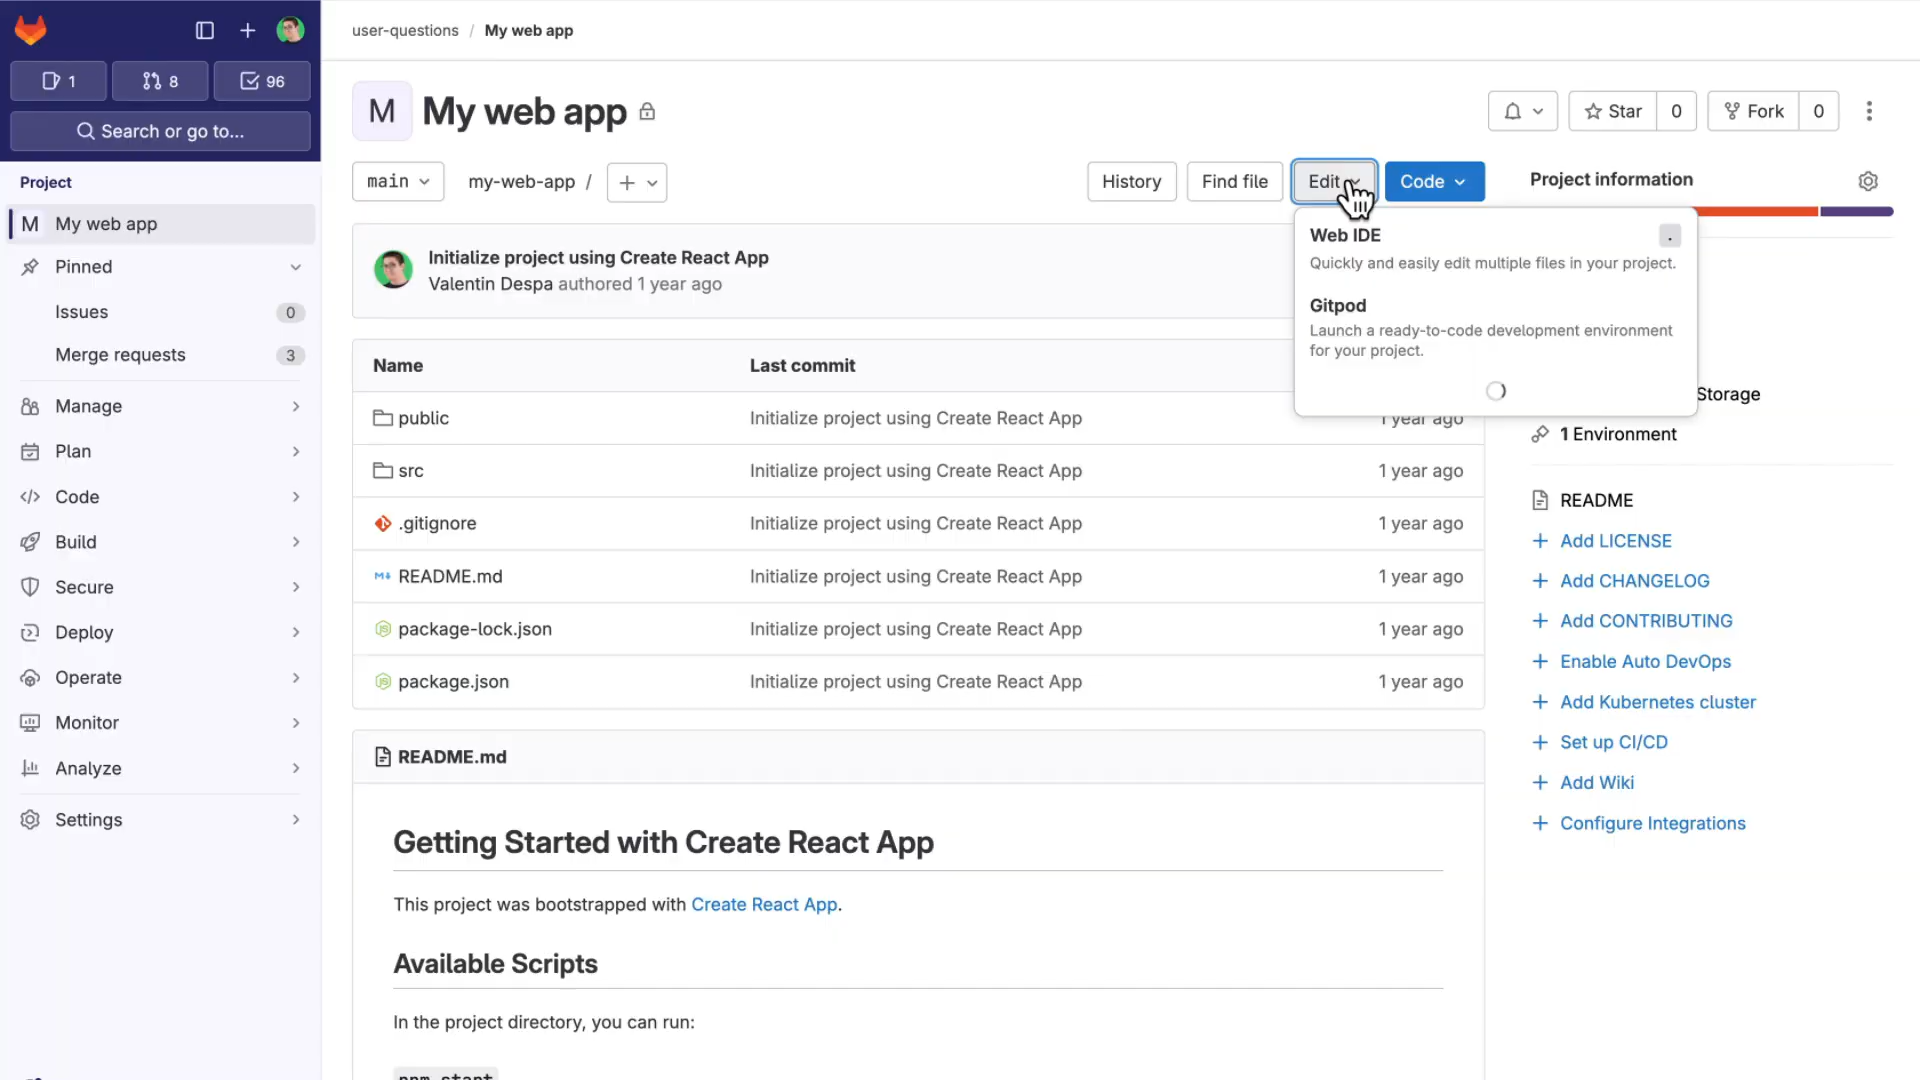 user-questions / My web app
1
8
96
Search or go to...
Project
M My web app
Pinned
Issues 0
Merge requests 3
Manage
Plan
Code
Build
Secure
Deploy
Operate
Monitor
Analyze
Settings
M My web app
Star 0
Fork 0
main
my-web-app /
History
Find file
Edit
Code
Project information
Web IDE .
Quickly and easily edit multiple files in your project.
Gitpod
Launch a ready-to-code development environment
for your project.
Initialize project using Create React App
Valentin Despa authored 1 year ago
Name Last commit
public Initialize project using Create React App 1 year ago
src Initialize project using Create React App 1 year ago
.gitignore Initialize project using Create React App 1 year ago
README.md Initialize project using Create React App 1 year ago
package-lock.json Initialize project using Create React App 1 year ago
package.json Initialize project using Create React App 1 year ago
README.md
Getting Started with Create React App
This project was bootstrapped with Create React App.
Available Scripts
In the project directory, you can run:
npm start
Storage
1 Environment
README
Add LICENSE
Add CHANGELOG
Add CONTRIBUTING
Enable Auto DevOps
Add Kubernetes cluster
Set up CI/CD
Add Wiki
Configure Integrations